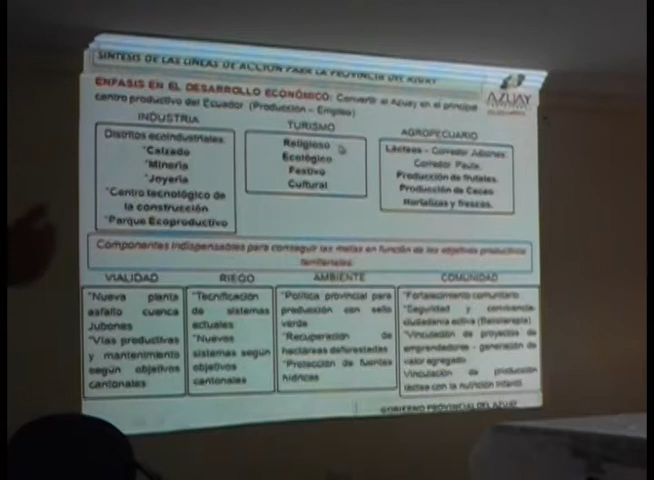 SINTESIS DE LAS LINEAS DE ACCION PARA LA PROVINCIA DEL AZUAY
ENFASIS EN EL DESARROLLO ECONÓMICO: Convertir al Azuay en el principal
centro productivo del Ecuador (Producción - Empleo)
AZUAY
INDUSTRIA
Distritos ecoindustriales:
*Calzado
*Minería
*Joyería
*Centro tecnológico de
la construcción
*Parque Ecoproductivo
TURISMO
Religioso
Ecológico
Festivo
Cultural
AGROPECUARIO
Lácteos - Corredor Jubones.
Corredor Paute.
Producción de frutales.
Producción de Cacao
Hortalizas y frescos.
Componentes indispensables para conseguir las metas en función de los objetivos productivos
territoriales:
VIALIDAD
*Nueva planta
asfalto cuenca
Jubones
*Vías productivas
y mantenimiento
según objetivos
cantonales
RIEGO
*Tecnificación
de sistemas
actuales
*Nuevos
sistemas según
objetivos
cantonales
AMBIENTE
*Política provincial para
producción con sello
verde
*Recuperación de
hectáreas deforestadas
*Protección de fuentes
hídricas
COMUNIDAD
*Fortalecimiento comunitario
*Seguridad y convivencia
ciudadanía activa
*Vinculación de proyectos de
emprendedores - generación de
valor agregado
Vinculación de producción
láctea con la nutrición infantil
GOBIERNO PROVINCIAL DEL AZUAY